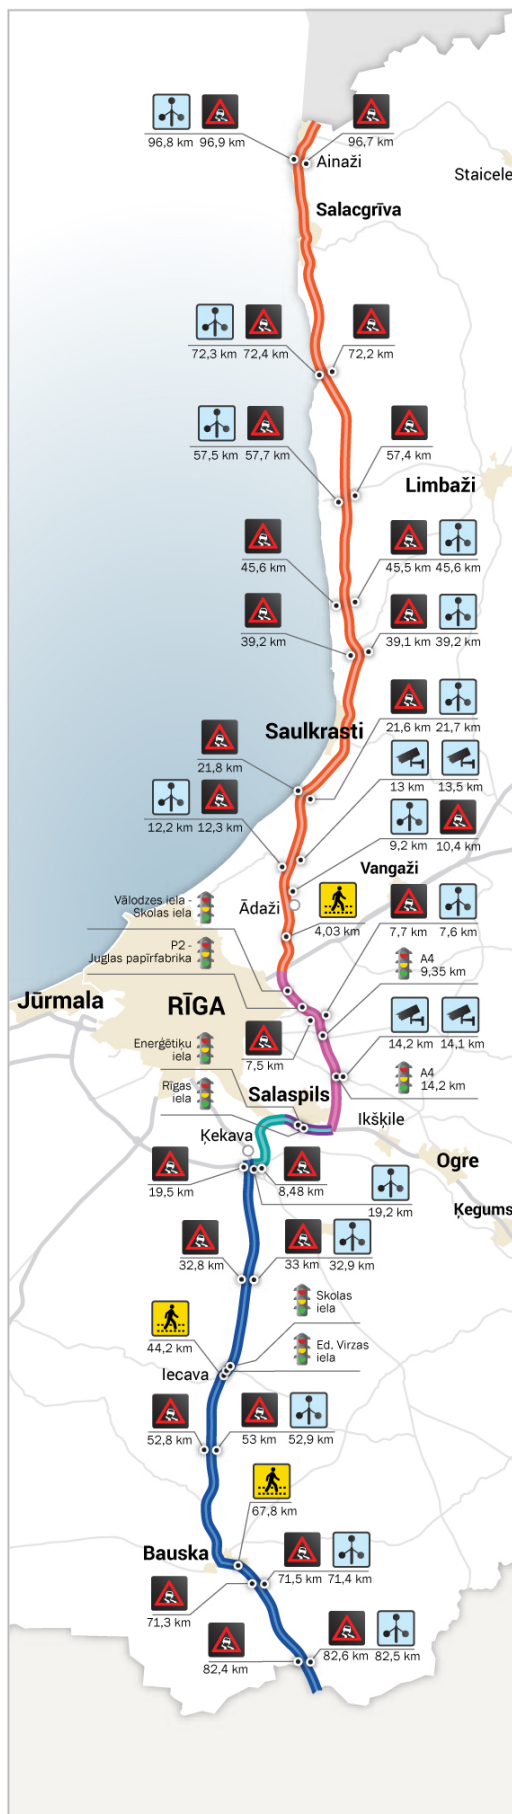 96,8 km 96,9 km
96,7 km
Ainaži
Staicele
Salacgrīva
72,3 km 72,4 km
72,2 km
57,5 km 57,7 km
57,4 km
Limbaži
45,6 km
45,5 km 45,6 km
39,2 km
39,1 km 39,2 km
21,6 km 21,7 km
Saulkrasti
21,8 km
13 km 13,5 km
12,2 km 12,3 km
9,2 km 10,4 km
Vangaži
Vālodzes iela -
Skolas iela
Ādaži
4,03 km
7,7 km 7,6 km
P2 -
Juglas papīrfabrika
A4
9,35 km
Jūrmala
RĪGA
14,2 km 14,1 km
Enerģētiķu
iela
7,5 km
A4
14,2 km
Rīgas
iela
Salaspils
Ikšķile
Ķekava
Ogre
19,5 km
8,48 km
19,2 km
Ķegums
32,8 km
33 km 32,9 km
Skolas
iela
44,2 km
Ed. Virzas
iela
Iecava
52,8 km
53 km 52,9 km
67,8 km
Bauska
71,5 km 71,4 km
71,3 km
82,4 km
82,6 km 82,5 km